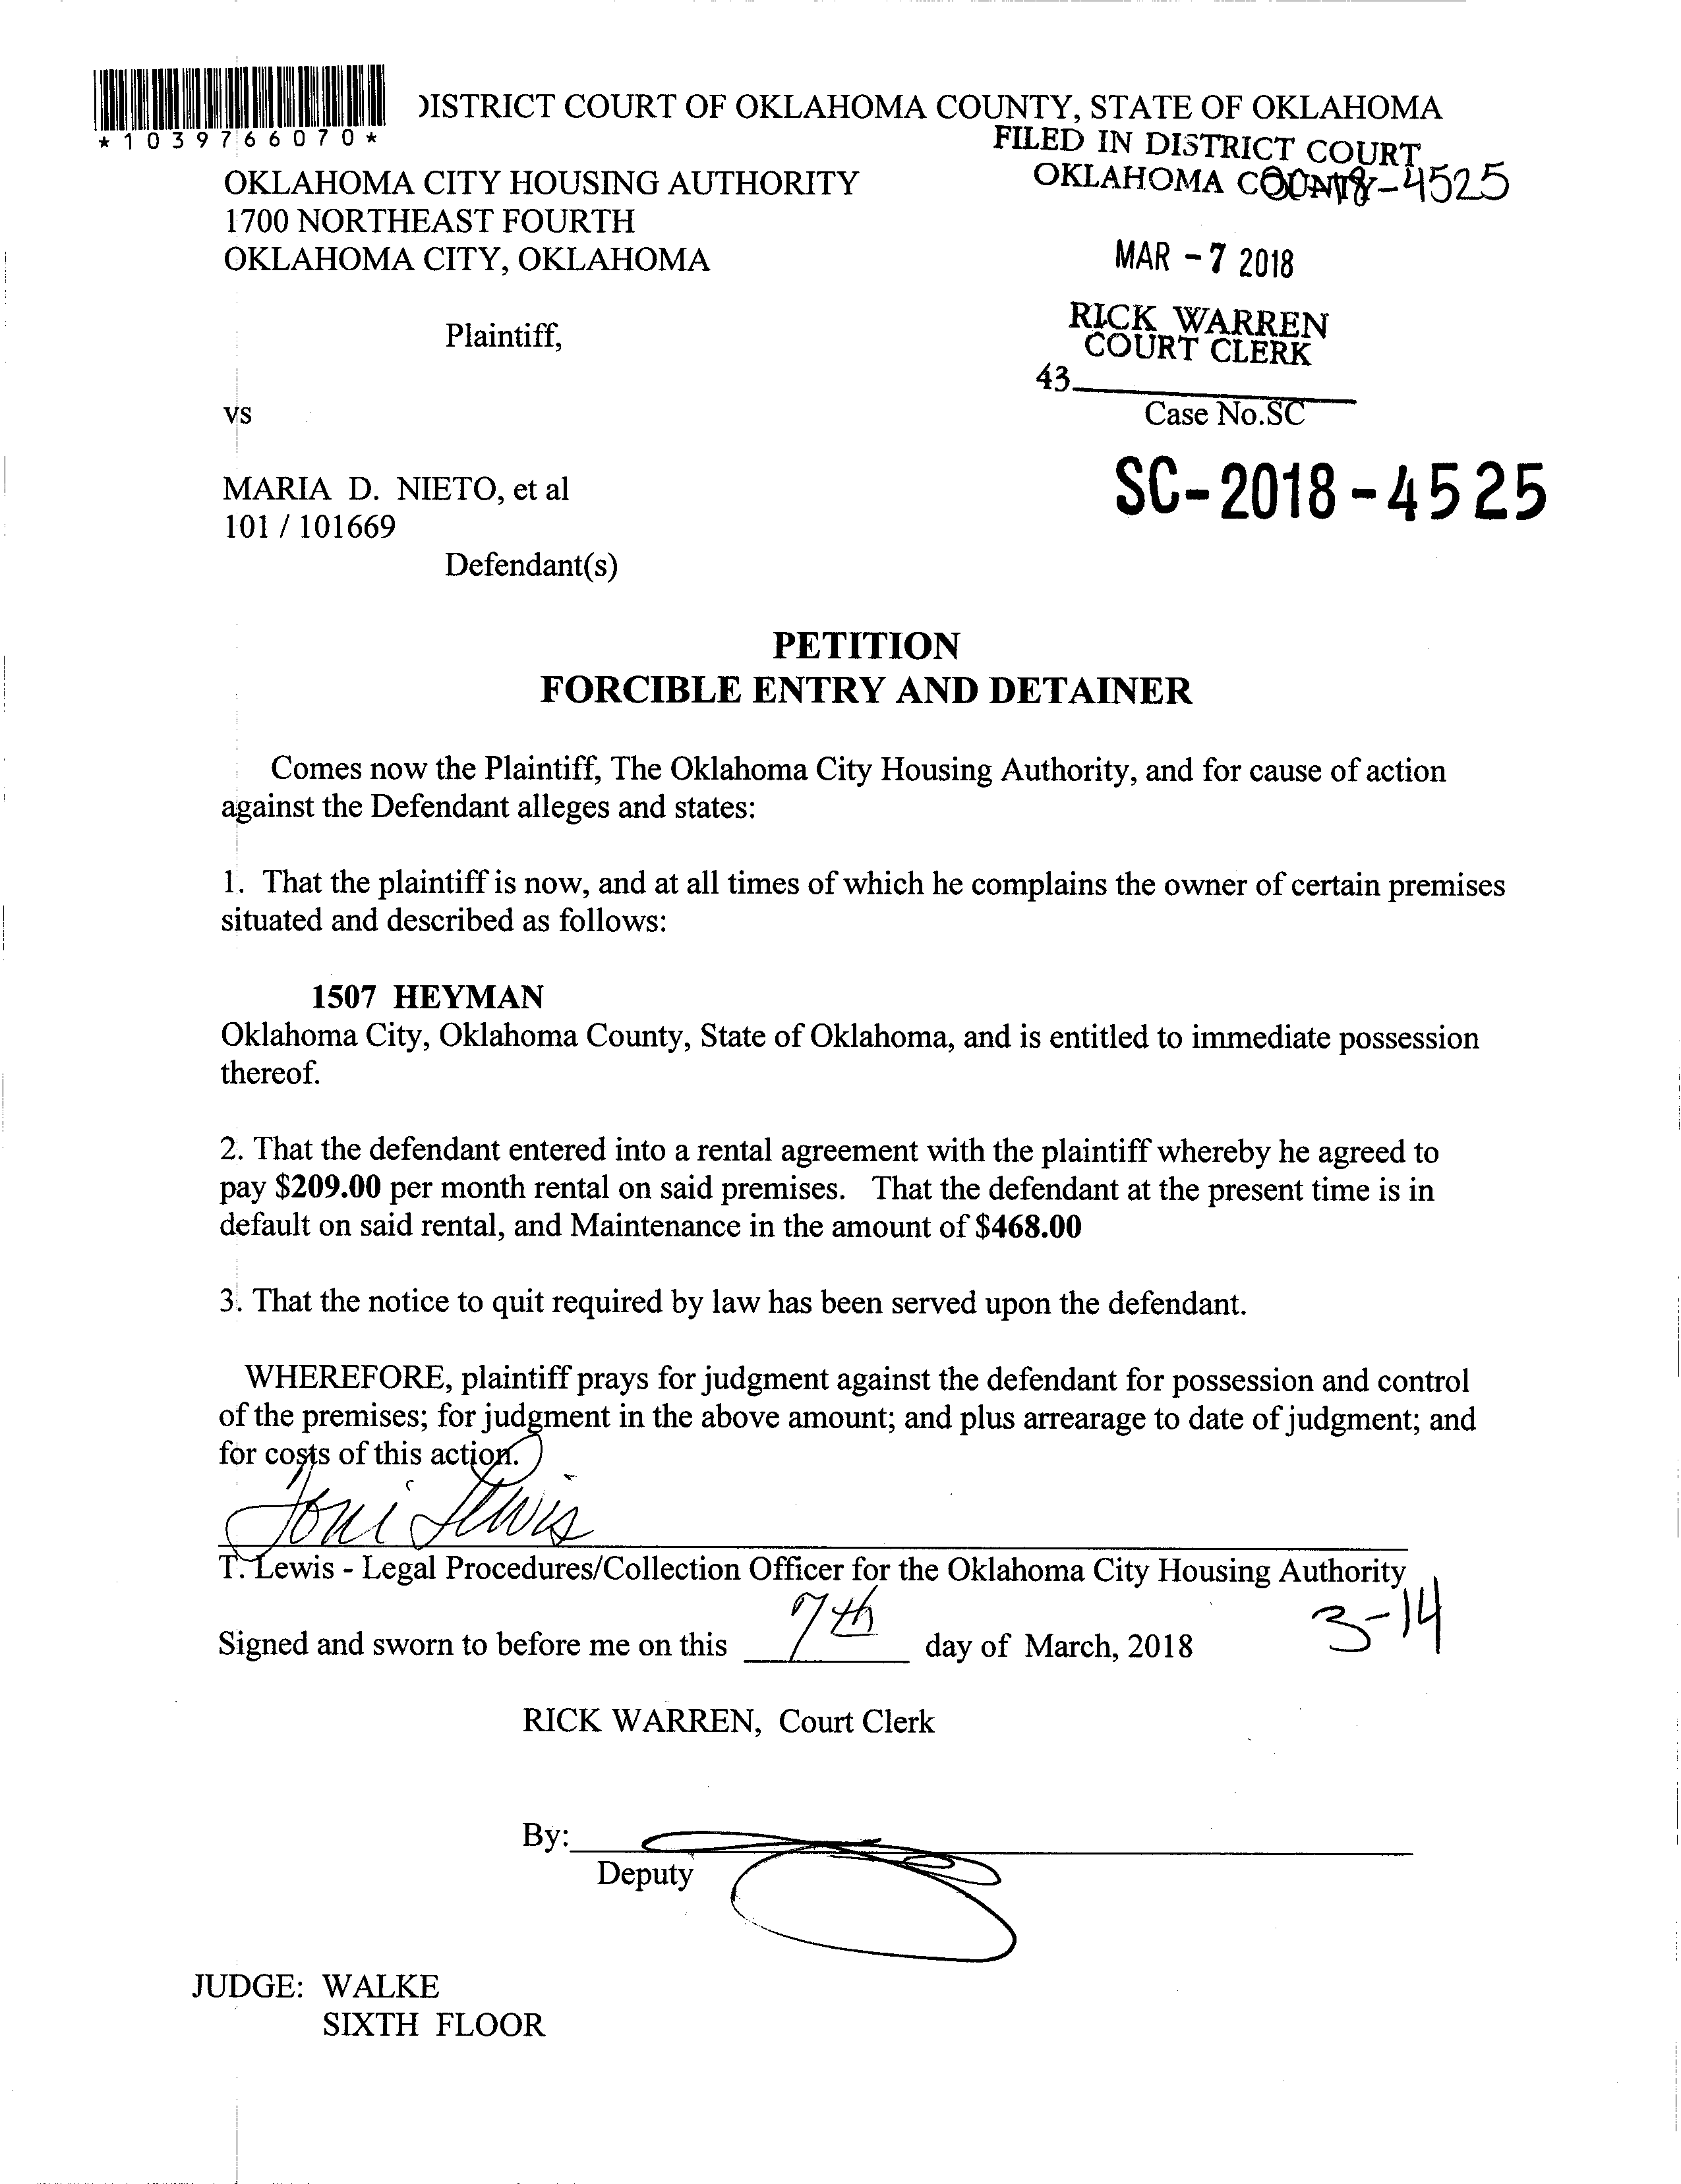 DISTRICT COURT OF OKLAHOMA COUNTY, STATE OF OKLAHOMA
*1039766070*
FILED IN DISTRICT COURT
OKLAHOMA COUNTY
-4525
OKLAHOMA CITY HOUSING AUTHORITY
1700 NORTHEAST FOURTH
OKLAHOMA CITY, OKLAHOMA
MAR - 7 2018
RICK WARREN
COURT CLERK
43
Plaintiff,
Case No.SC
vs
SC-2018-4525
MARIA D. NIETO, et al
101 / 101669
Defendant(s)
PETITION
FORCIBLE ENTRY AND DETAINER
Comes now the Plaintiff, The Oklahoma City Housing Authority, and for cause of action
against the Defendant alleges and states:
1. That the plaintiff is now, and at all times of which he complains the owner of certain premises
situated and described as follows:
1507 HEYMAN
Oklahoma City, Oklahoma County, State of Oklahoma, and is entitled to immediate possession
thereof.
2. That the defendant entered into a rental agreement with the plaintiff whereby he agreed to
pay $209.00 per month rental on said premises. That the defendant at the present time is in
default on said rental, and Maintenance in the amount of $468.00
3. That the notice to quit required by law has been served upon the defendant.
WHEREFORE, plaintiff prays for judgment against the defendant for possession and control
of the premises; for judgment in the above amount; and plus arrearage to date of judgment; and
for costs of this action.
Toni Lewis
T. Lewis - Legal Procedures/Collection Officer for the Oklahoma City Housing Authority
Signed and sworn to before me on this 7th day of March, 2018
3-14
RICK WARREN, Court Clerk
By:
Deputy
JUDGE: WALKE
SIXTH FLOOR